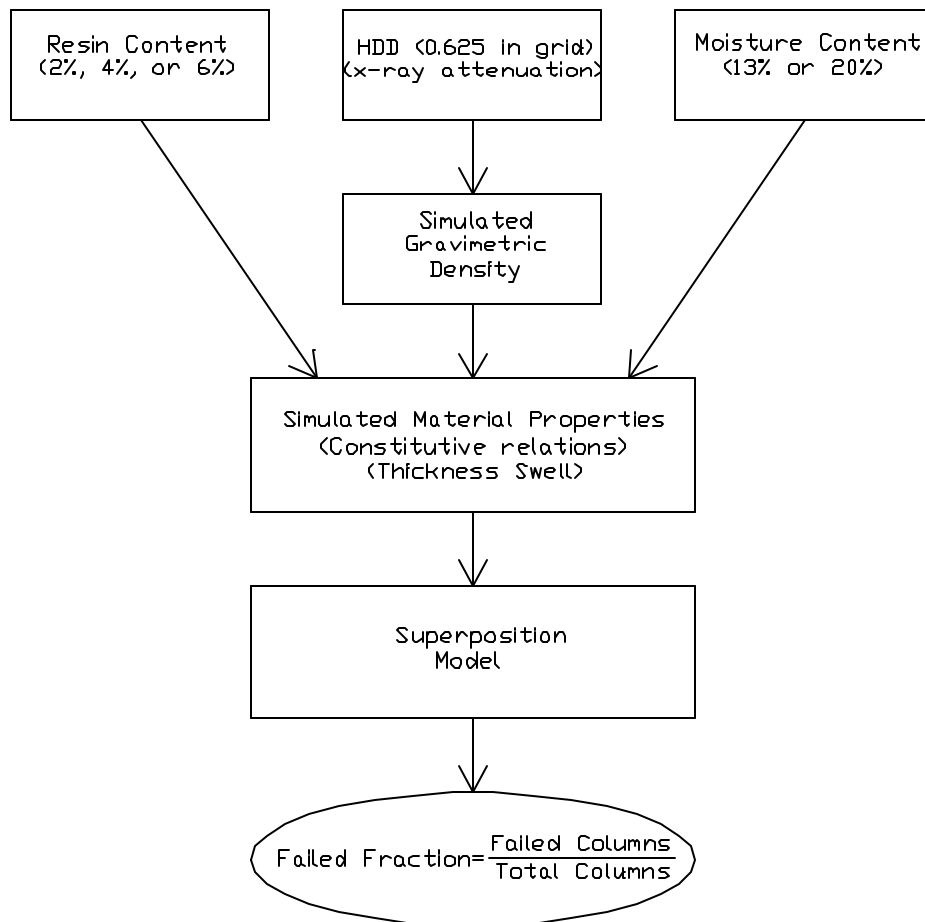 Resin Content
(2%, 4%, or 6%)
HDD (0.625 in grid)
(x-ray attenuation)
Moisture Content
(13% or 20%)
Simulated
Gravimetric
Density
Simulated Material Properties
(Constitutive relations)
(Thickness Swell)
Superposition
Model
Failed Fraction=
Failed Columns
Total Columns